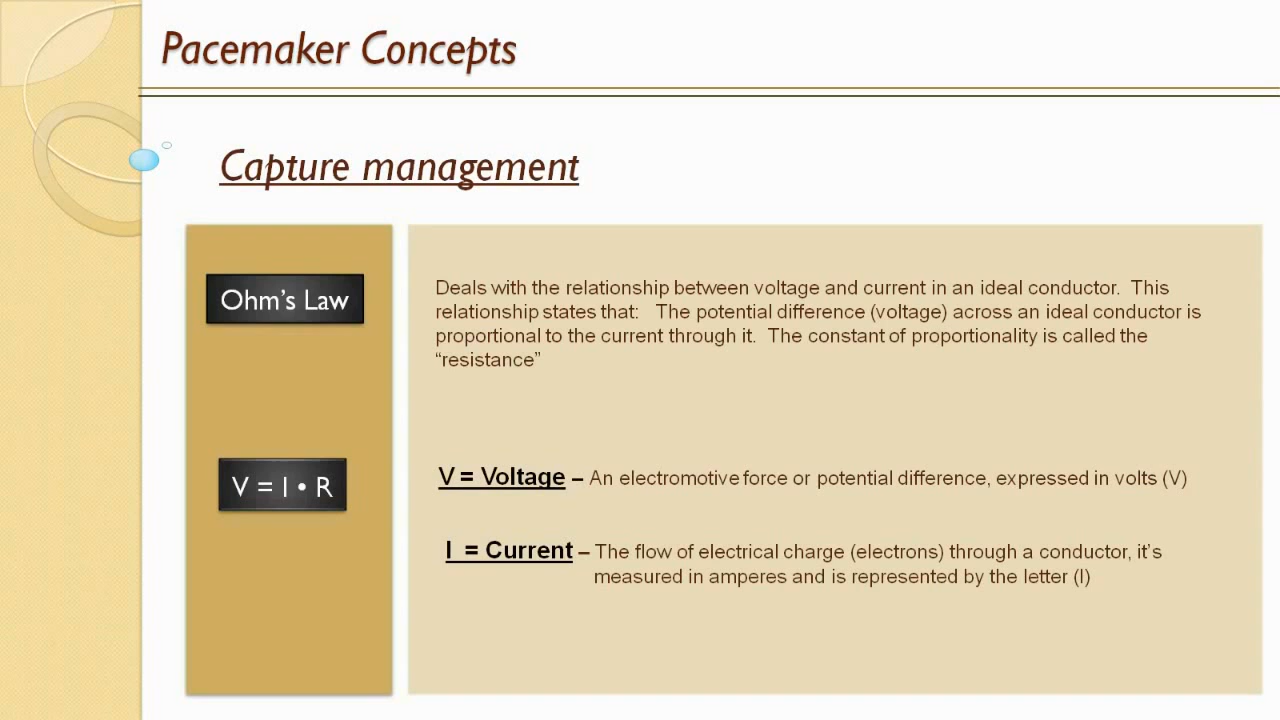 Pacemaker Concepts
Capture management
Ohm's Law
Deals with the relationship between voltage and current in an ideal conductor.  This
relationship states that:   The potential difference (voltage) across an ideal conductor is
proportional to the current through it.  The constant of proportionality is called the
“resistance”
V = I • R
V = Voltage – An electromotive force or potential difference, expressed in volts (V)
I  = Current – The flow of electrical charge (electrons) through a conductor, it's
measured in amperes and is represented by the letter (I)